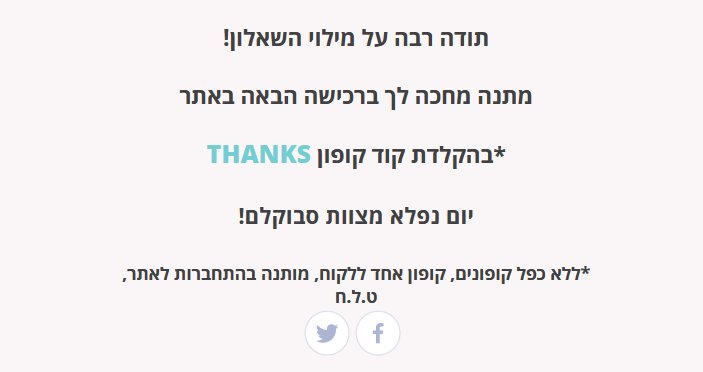 תודה רבה על מילוי השאלון!
מתנה מחכה לך ברכישה הבאה באתר
*בהקלדת קוד קופון THANKS
יום נפלא מצוות סבוקלם!
*ללא כפל קופונים, קופון אחד ללקוח, מותנה בהתחברות לאתר,
ט.ל.ח